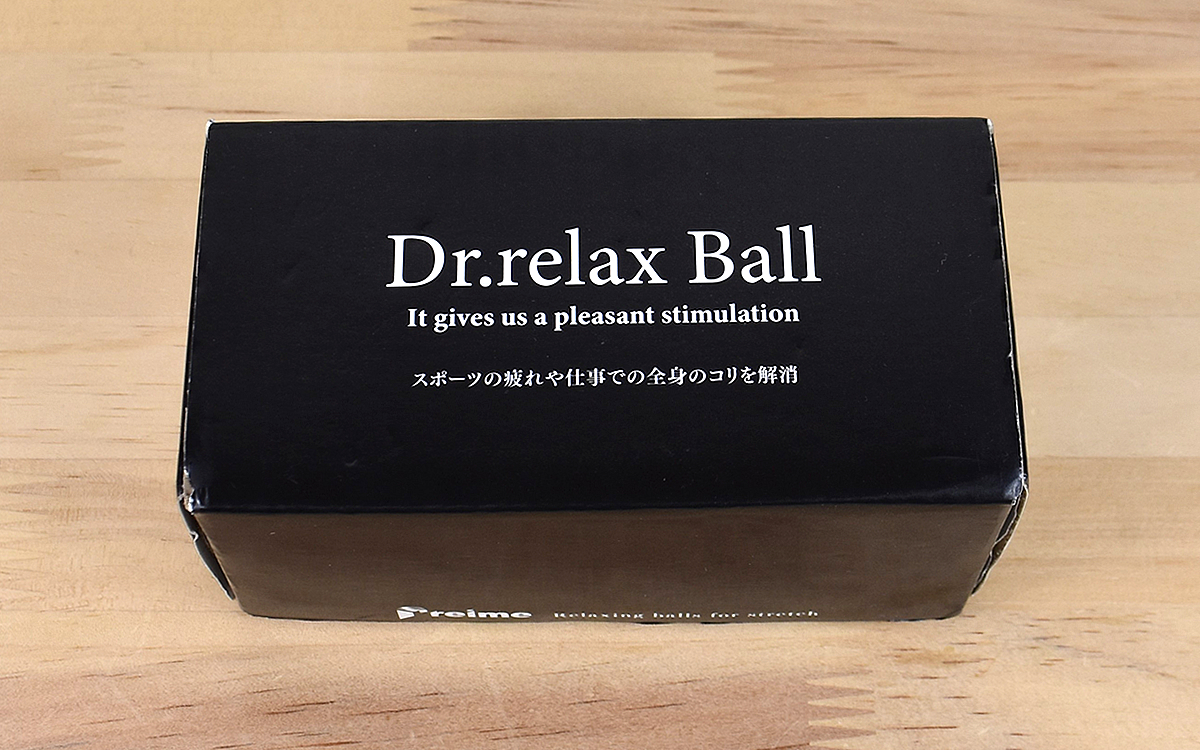 Dr.relax Ball
It gives us a pleasant stimulation
スポーツの疲れや仕事での全身のコリを解消
Preime Relaxing balls for stretch